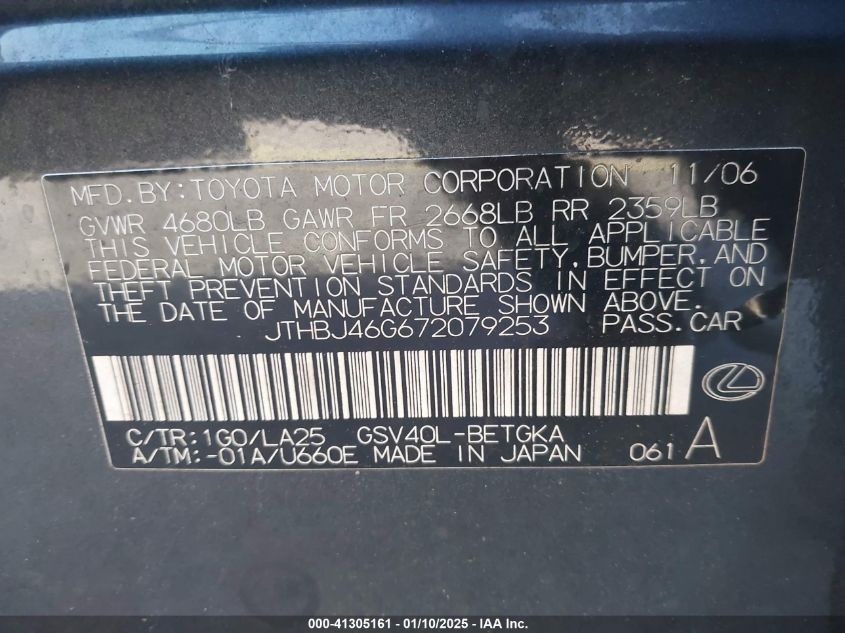 MFD. BY: TOYOTA MOTOR CORPORATION 11/06
GVWR 4680LB GAWR FR 2668LB RR 2359LB
THIS VEHICLE CONFORMS TO ALL APPLICABLE
FEDERAL MOTOR VEHICLE SAFETY, BUMPER, AND
THEFT PREVENTION STANDARDS IN EFFECT ON
THE DATE OF MANUFACTURE SHOWN ABOVE.
JTHBJ46G672079253 PASS. CAR
C/TR: 1G0/LA25 GSV40L-BETGKA
A/TM: -01A/U660E MADE IN JAPAN 061 A
000-41305161 - 01/10/2025 - IAA Inc.